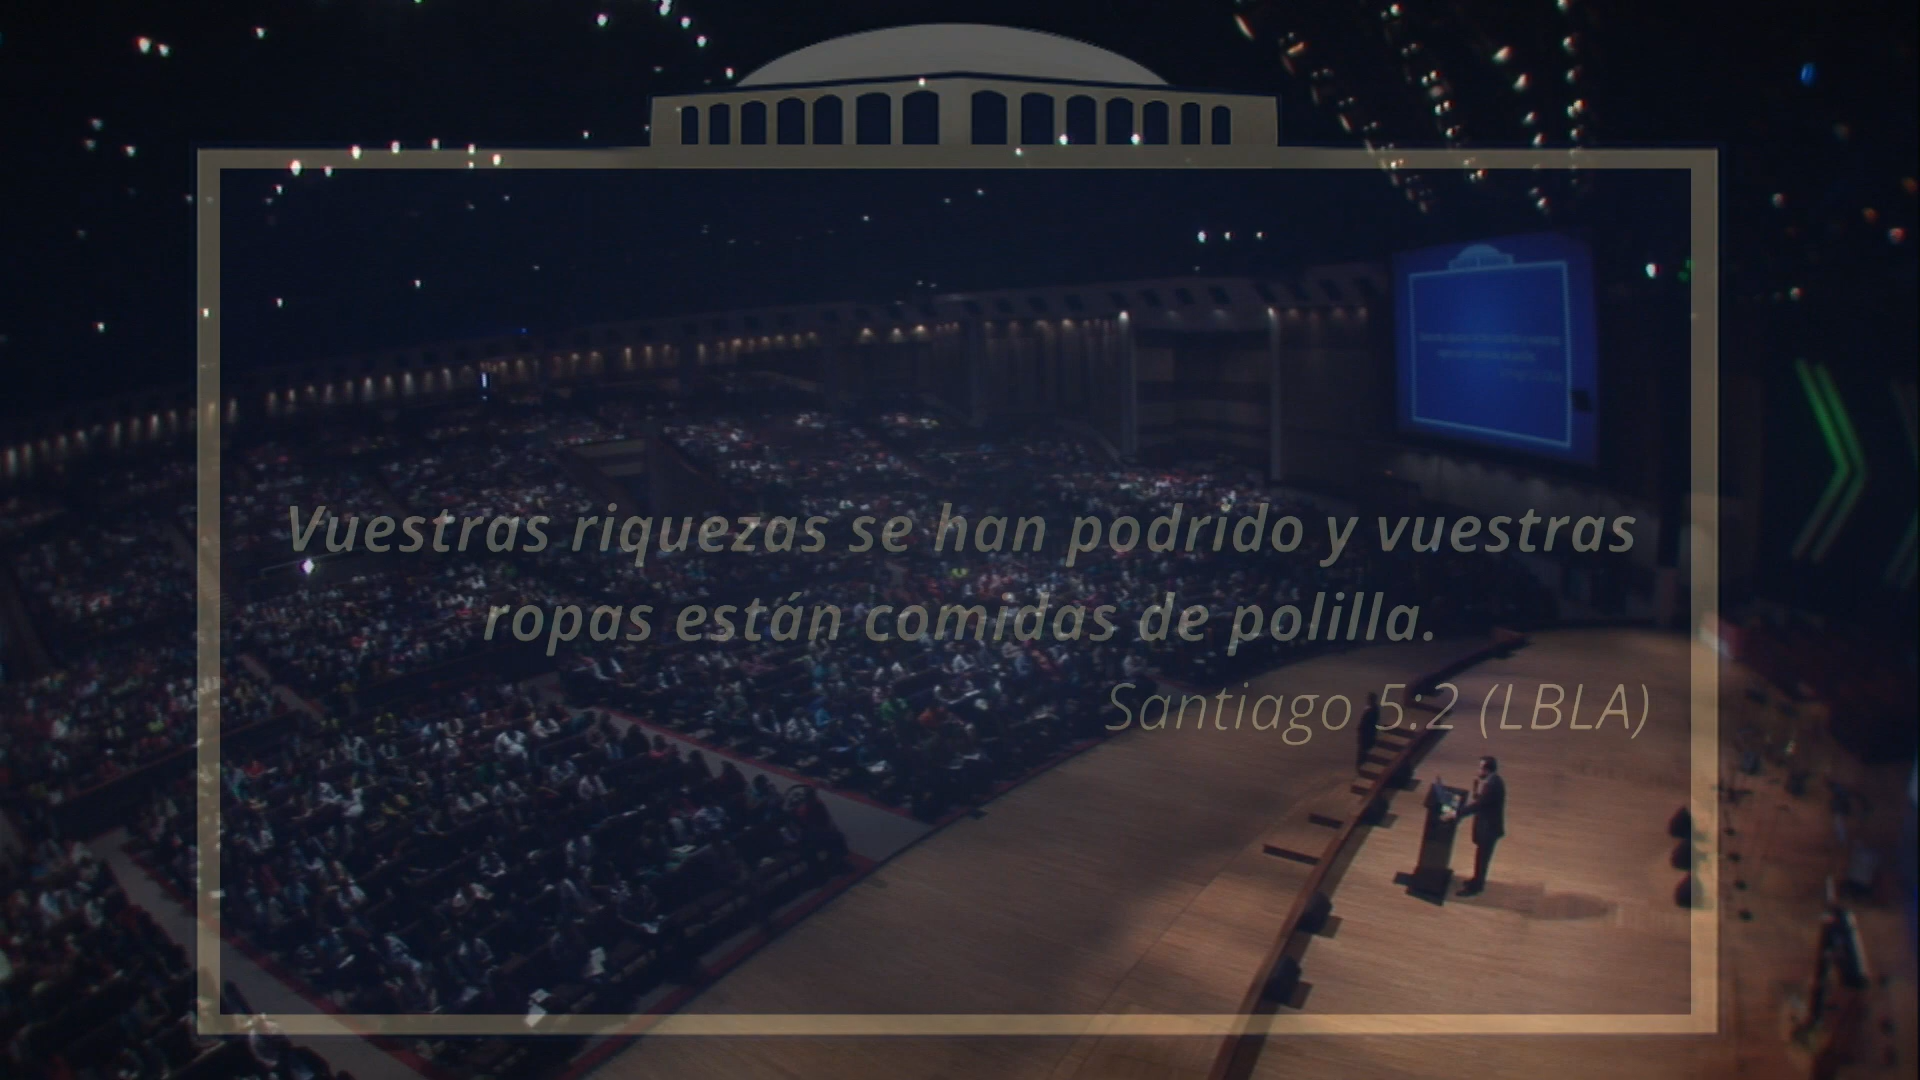 Vuestras riquezas se han podrido y vuestras
ropas están comidas de polilla.
Santiago 5:2 (LBLA)